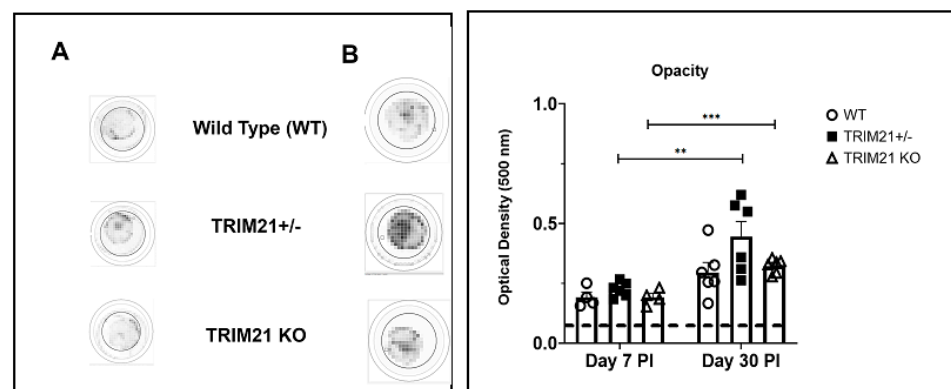 A
B
Wild Type (WT)
TRIM21+/-
TRIM21 KO
Opacity
Optical Density (500 nm)
1.0
0.5
0.0
***
**
WT
TRIM21+/-
TRIM21 KO
Day 7 PI
Day 30 PI